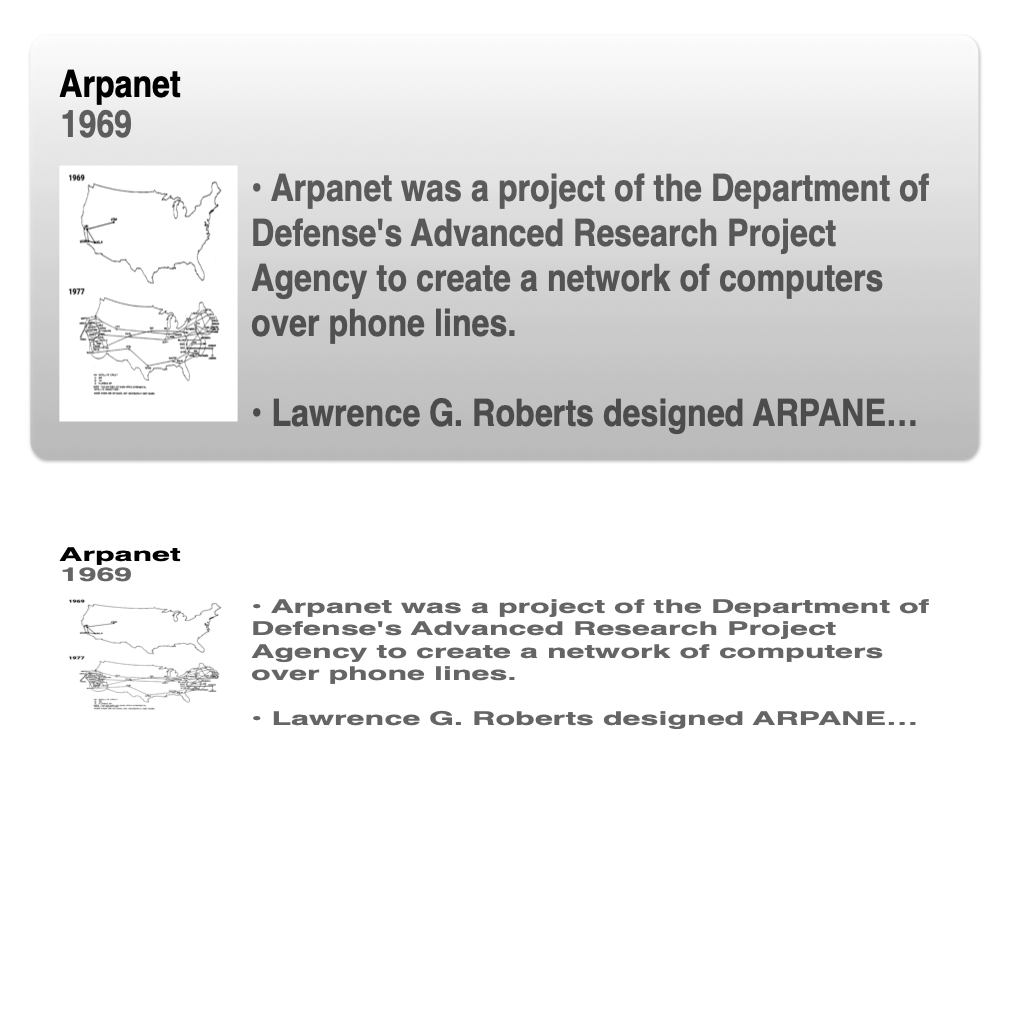 Arpanet
1969
1969
1977
• Arpanet was a project of the Department of
Defense's Advanced Research Project
Agency to create a network of computers
over phone lines.
• Lawrence G. Roberts designed ARPANE...
Arpanet
1969
1969
1977
• Arpanet was a project of the Department of
Defense's Advanced Research Project
Agency to create a network of computers
over phone lines.
• Lawrence G. Roberts designed ARPANE...